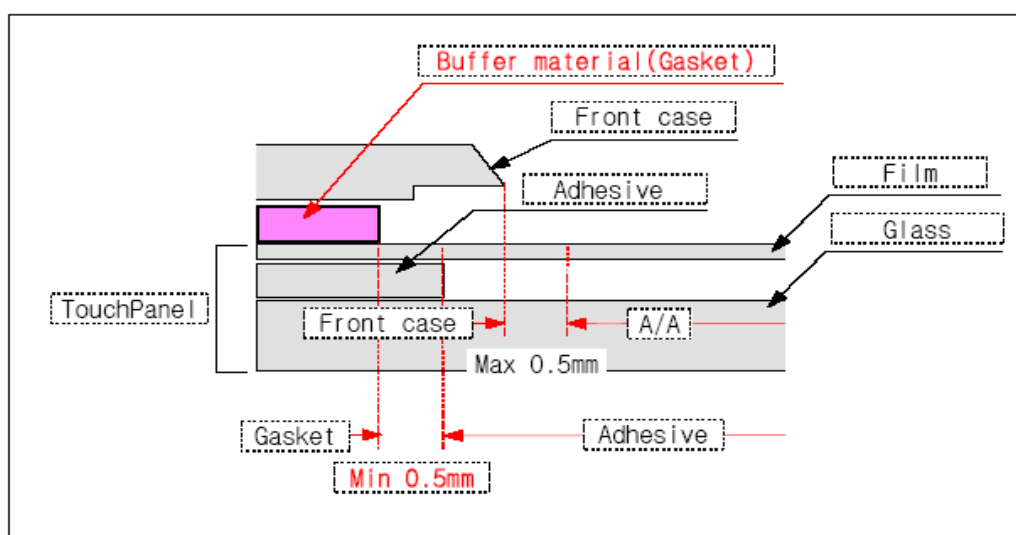 Buffer material(Gasket)
Front case
Adhesive
Film
Glass
TouchPanel
Front case
A/A
Max 0.5mm
Gasket
Adhesive
Min 0.5mm